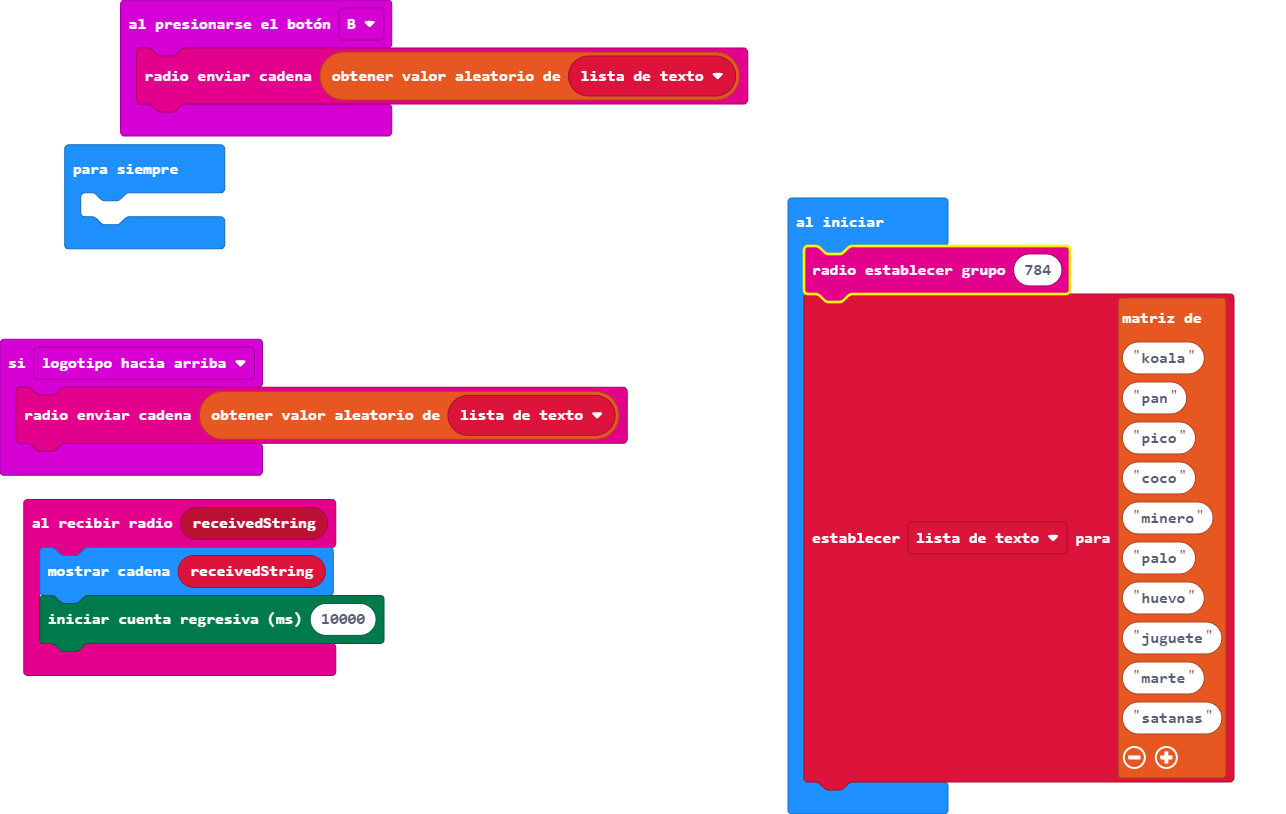 al presionarse el botón B
radio enviar cadena obtener valor aleatorio de lista de texto
para siempre
si logotipo hacia arriba
radio enviar cadena obtener valor aleatorio de lista de texto
al recibir radio receivedString
mostrar cadena receivedString
iniciar cuenta regresiva (ms) 10000
al iniciar
radio establecer grupo 784
establecer lista de texto para
matriz de
"koala"
"pan"
"pico"
"coco"
"minero"
"palo"
"huevo"
"juguete"
"marte"
"satanas"